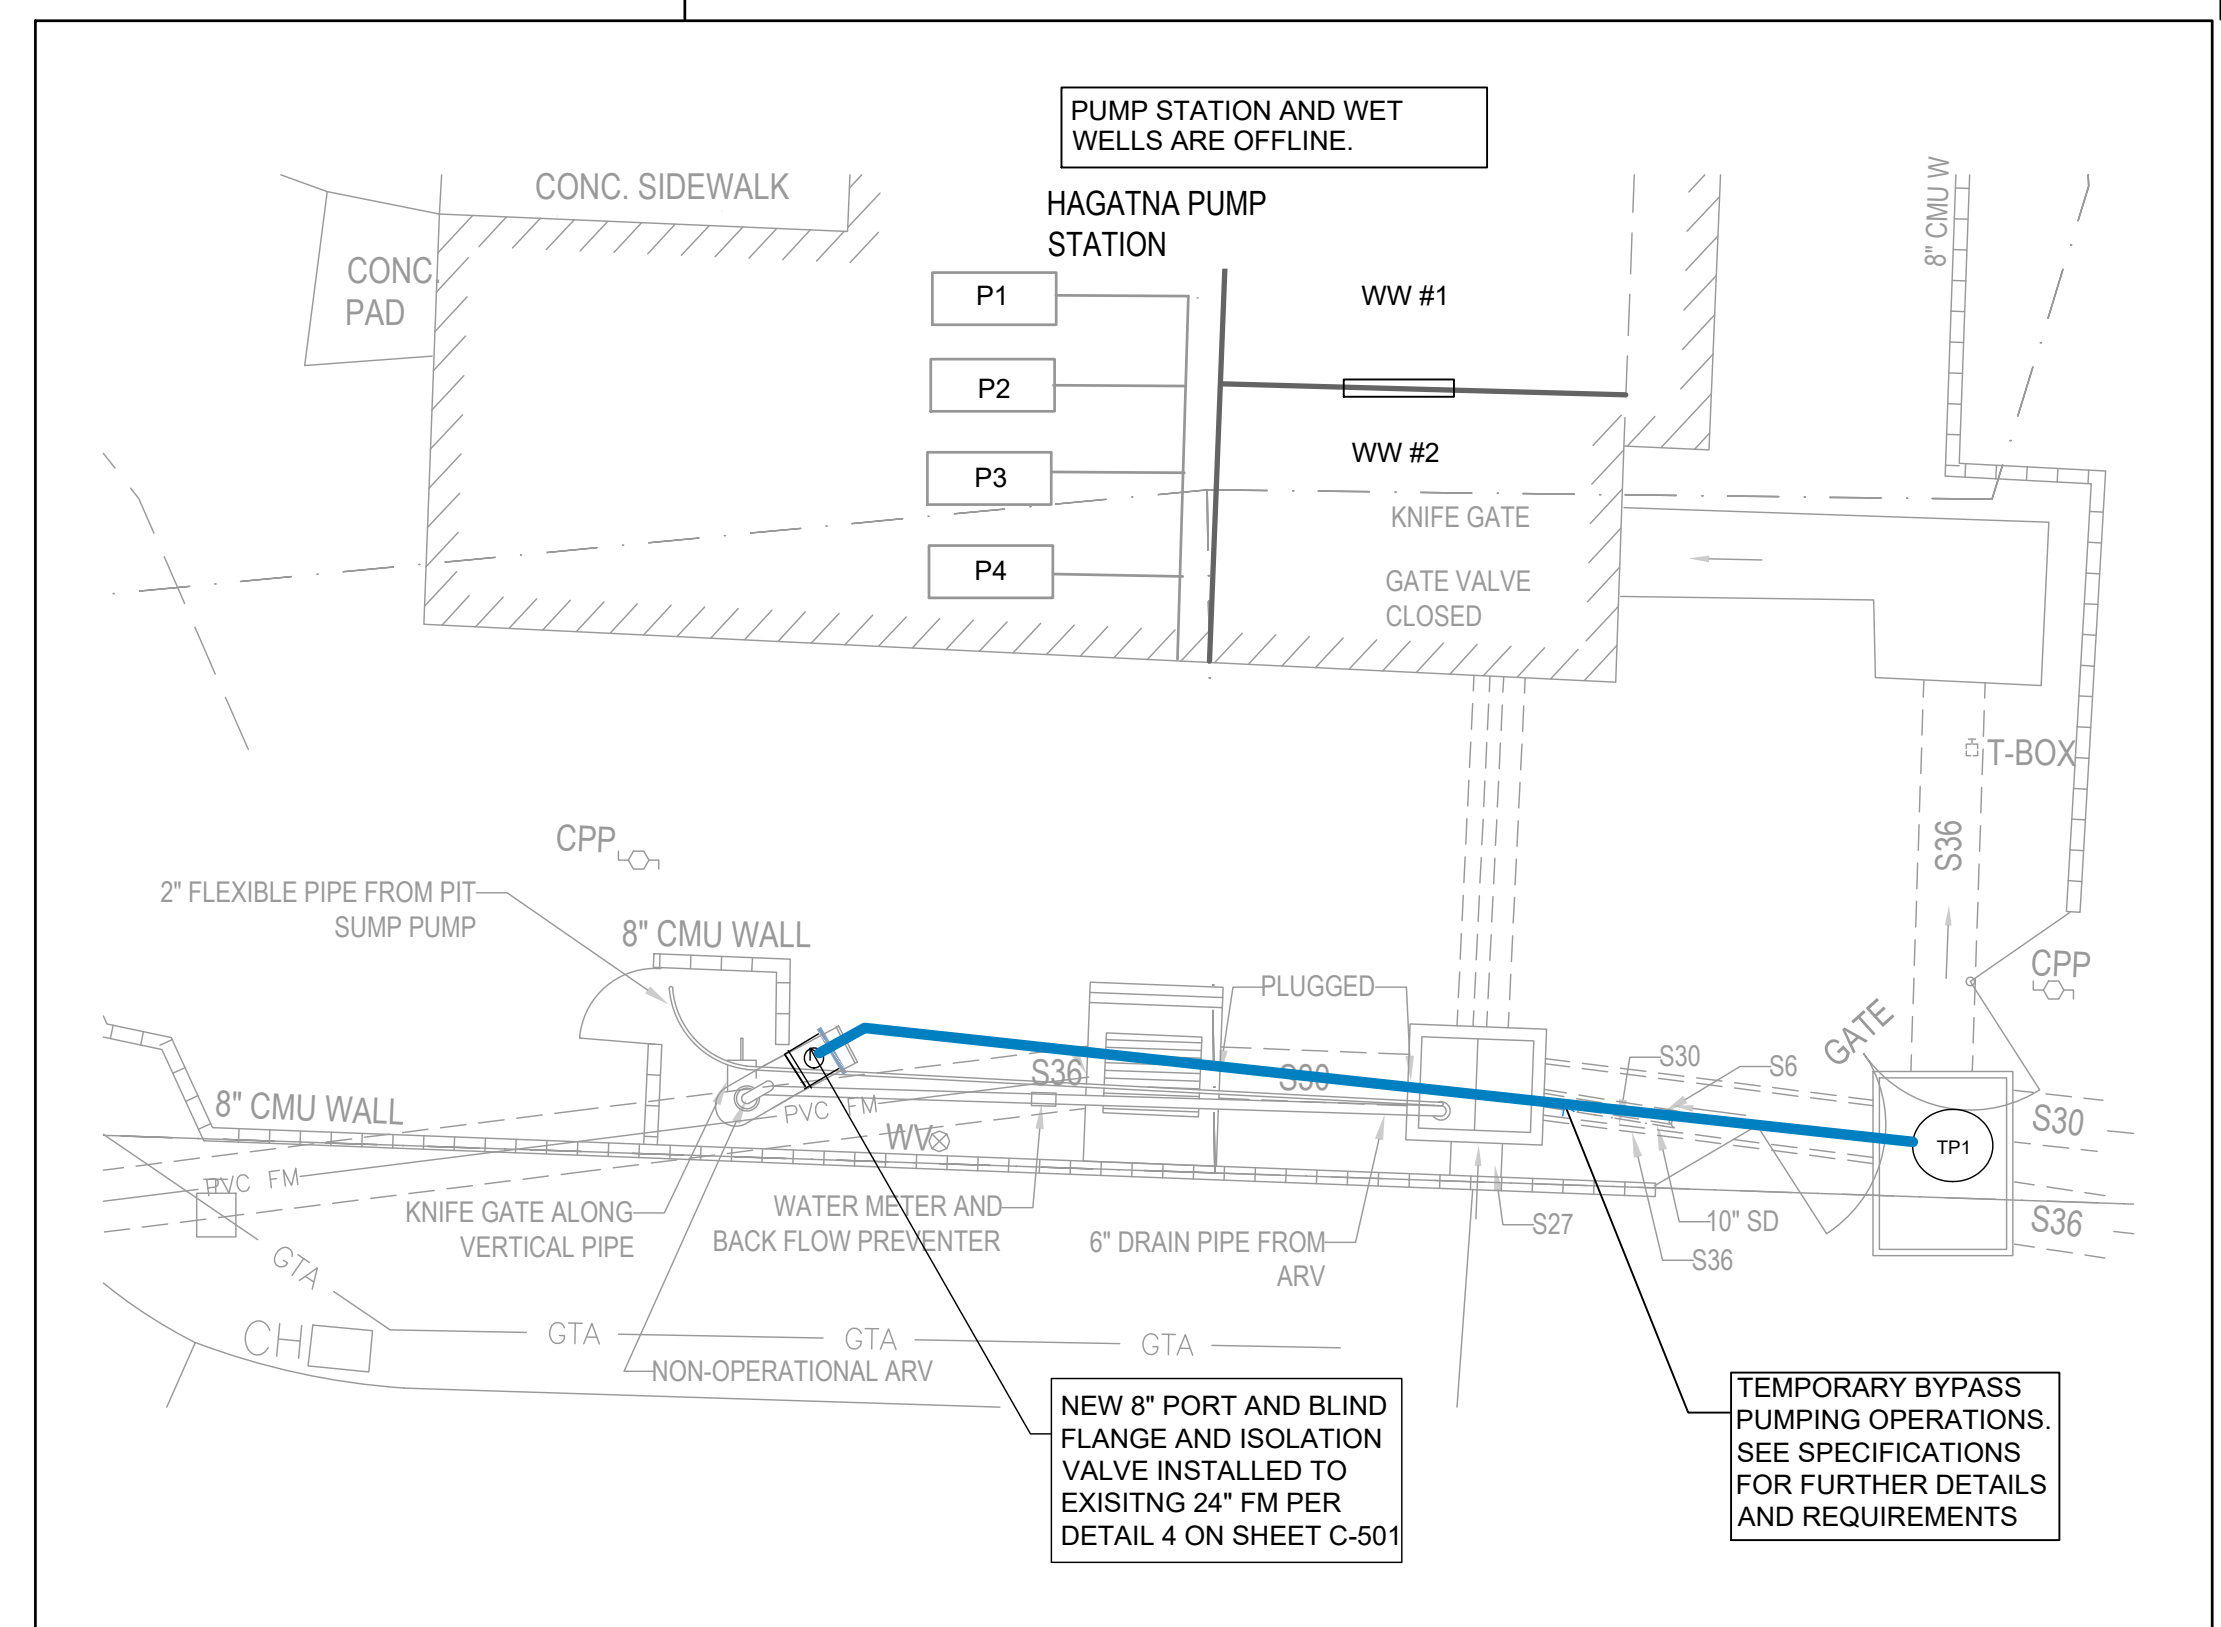 PUMP STATION AND WET
WELLS ARE OFFLINE.
CONC. SIDEWALK
HAGATNA PUMP
STATION
8" CMU W
CONC.
PAD
P1
WW #1
P2
WW #2
P3
KNIFE GATE
P4
GATE VALVE
CLOSED
T-BOX
S36
CPP
2" FLEXIBLE PIPE FROM PIT
SUMP PUMP
8" CMU WALL
PLUGGED
CPP
GATE
S30
S6
S36
S30
8" CMU WALL
PVC FM
WV
TP1
S30
PVC FM
KNIFE GATE ALONG
VERTICAL PIPE
WATER METER AND
BACK FLOW PREVENTER
6" DRAIN PIPE FROM
ARV
S27
10" SD
S36
S36
GTA
CH
GTA
GTA
GTA
NON-OPERATIONAL ARV
NEW 8" PORT AND BLIND
FLANGE AND ISOLATION
VALVE INSTALLED TO
EXISITNG 24" FM PER
DETAIL 4 ON SHEET C-501
TEMPORARY BYPASS
PUMPING OPERATIONS.
SEE SPECIFICATIONS
FOR FURTHER DETAILS
AND REQUIREMENTS